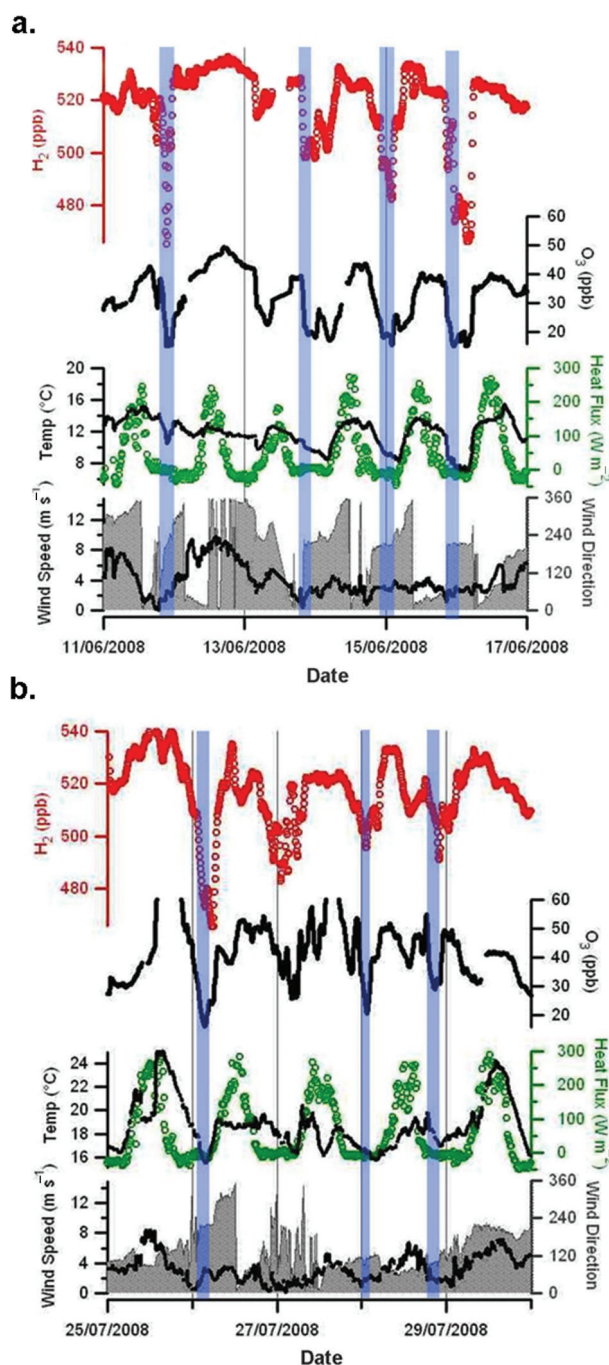 a.
540
520
500
480
H₂ (ppb)
60
50
40
30
20
O₃ (ppb)
20
16
12
8
Temp (°C)
300
200
100
0
Heat Flux (W m⁻²)
12
8
4
0
Wind Speed (m s⁻¹)
360
240
120
0
Wind Direction
11/06/2008 13/06/2008 15/06/2008 17/06/2008
Date
b.
540
520
500
480
H₂ (ppb)
60
50
40
30
20
O₃ (ppb)
24
22
20
18
16
Temp (°C)
300
200
100
0
Heat Flux (W m⁻²)
12
8
4
0
Wind Speed (m s⁻¹)
360
240
120
0
Wind Direction
25/07/2008 27/07/2008 29/07/2008
Date